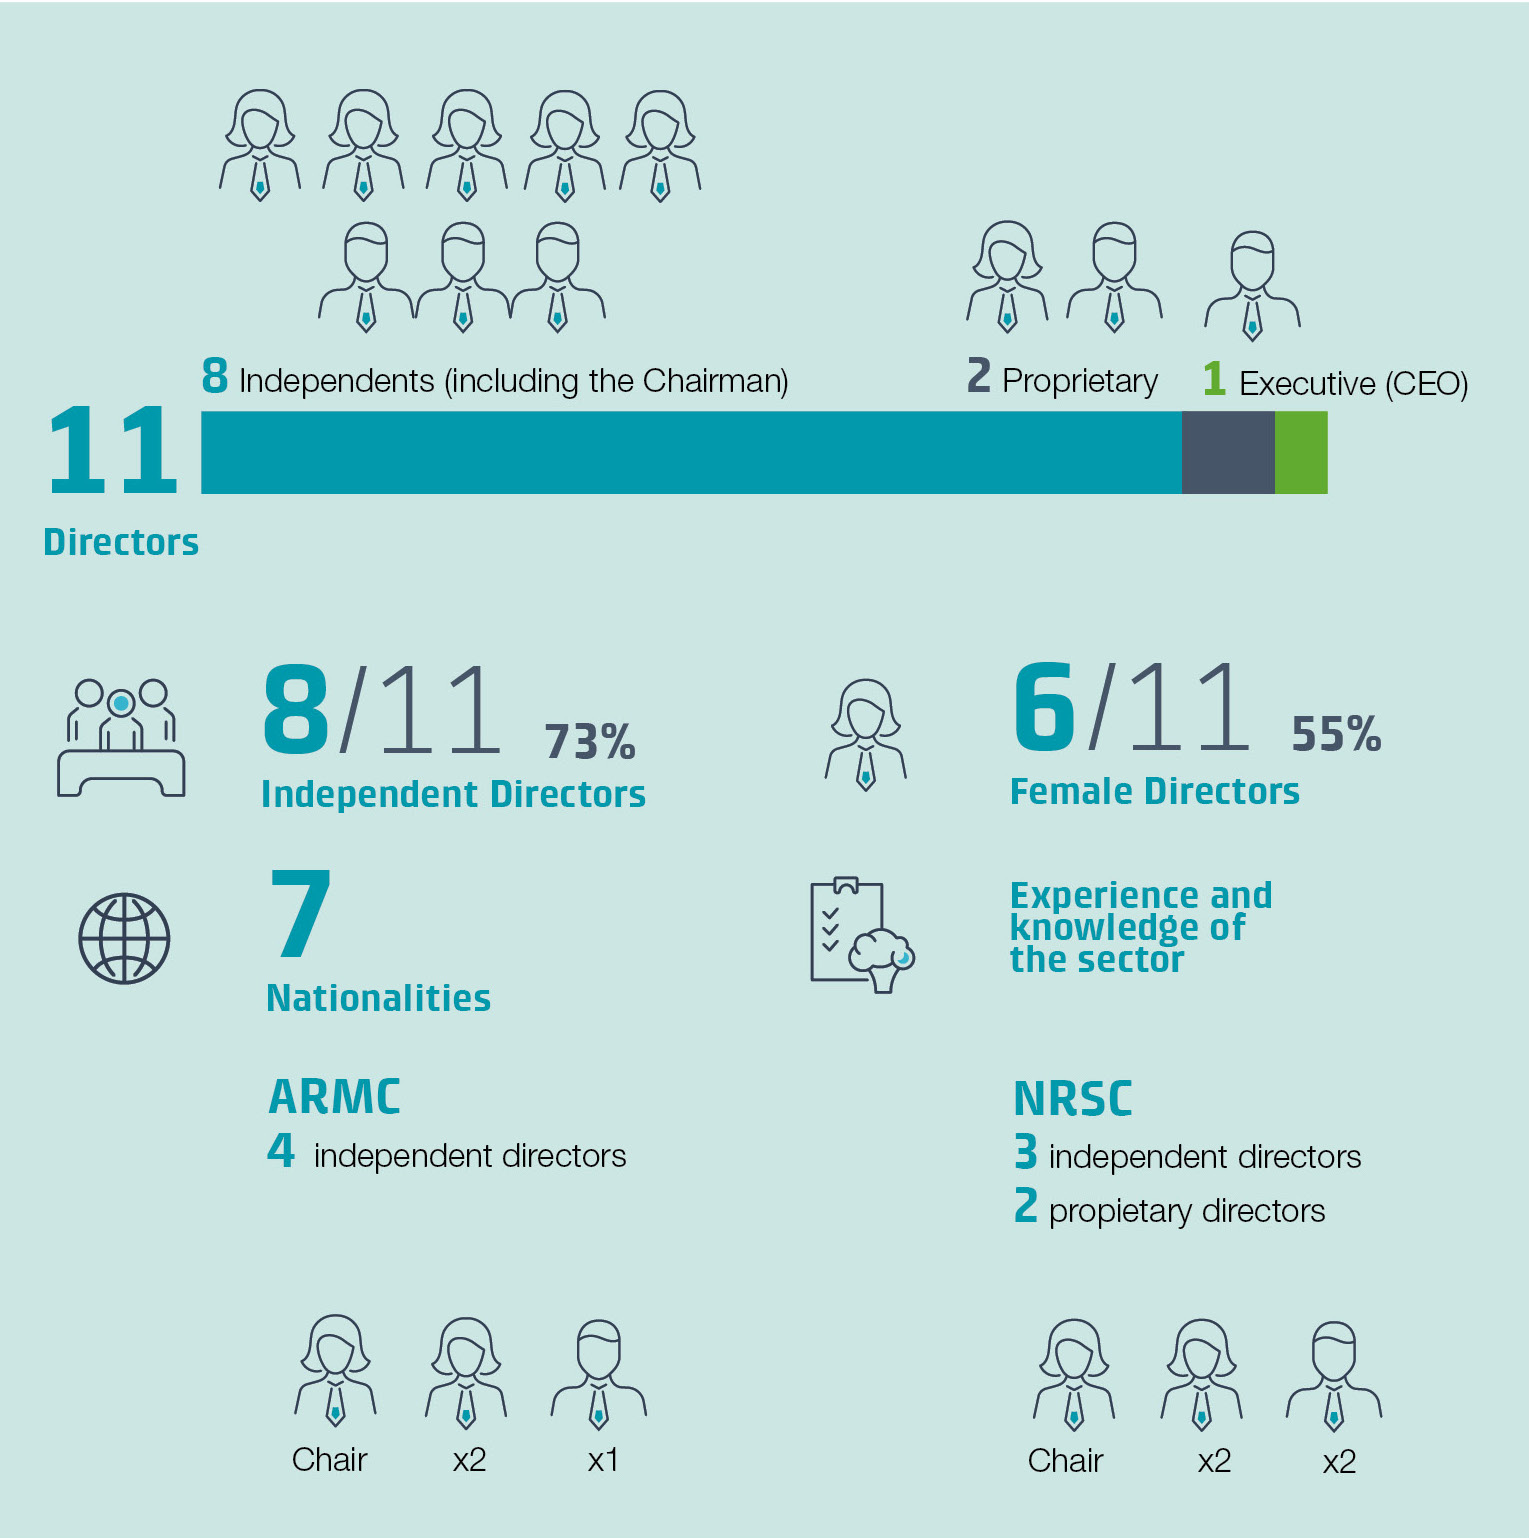 8 Independents (including the Chairman)
2 Proprietary
1 Executive (CEO)
11
Directors
8/11 73%
Independent Directors
6/11 55%
Female Directors
7
Nationalities
Experience and
knowledge of
the sector
ARMC
4 independent directors
NRSC
3 independent directors
2 propietary directors
Chair x2 x1
Chair x2 x2